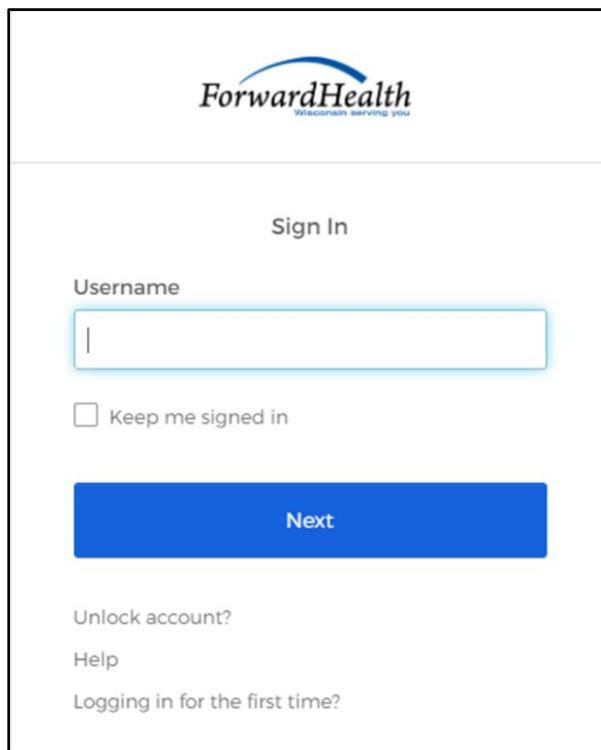 ForwardHealth
Wisconsin serving you
Sign In
Username
Keep me signed in
Next
Unlock account?
Help
Logging in for the first time?